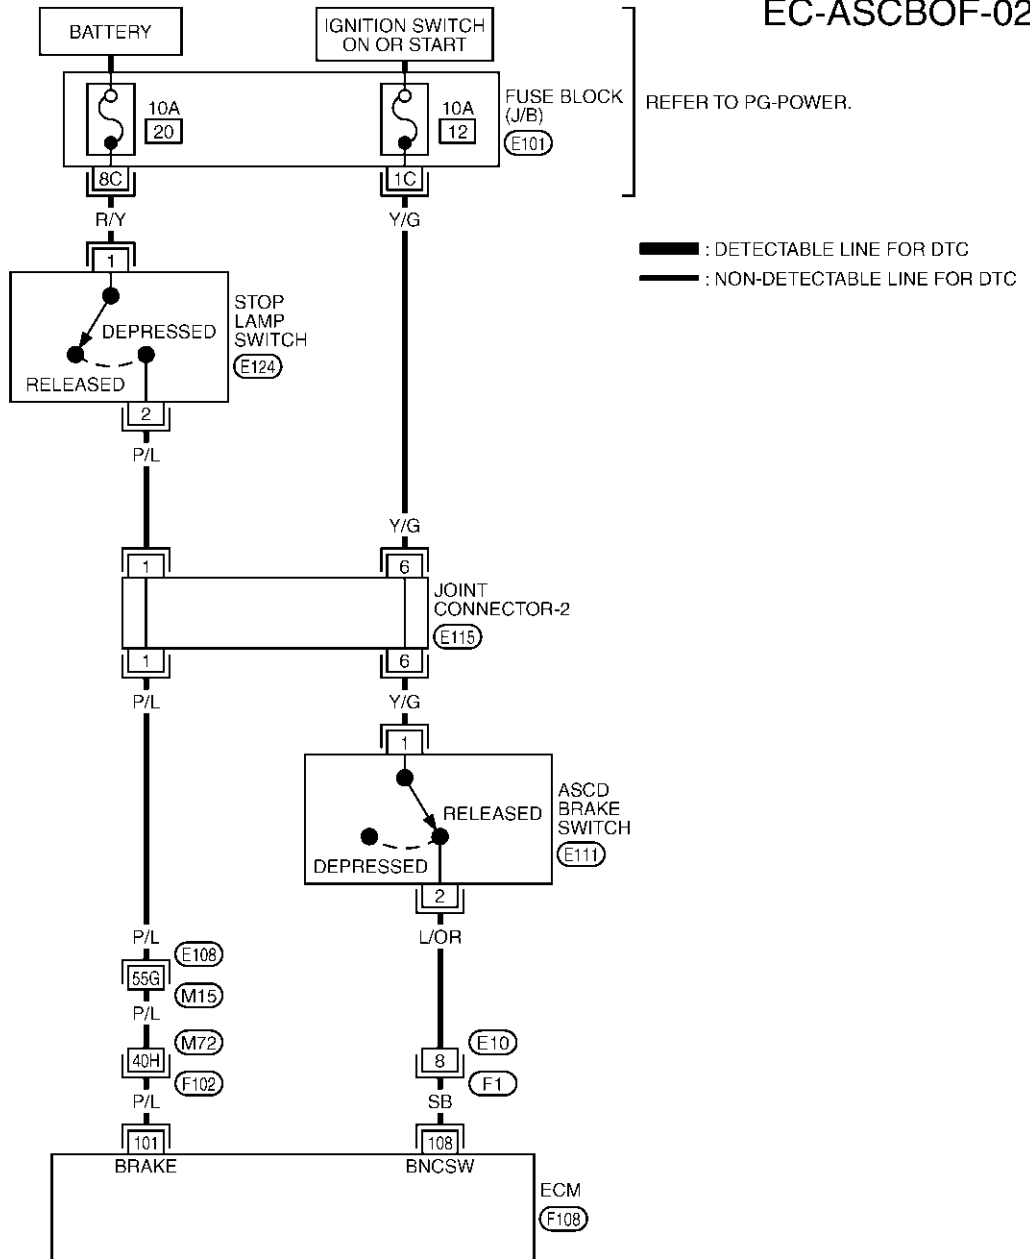 EC-ASCBOF-02
BATTERY
IGNITION SWITCH
ON OR START
10A
20
10A
12
FUSE BLOCK
(J/B)
E101
REFER TO PG-POWER.
8C
1C
R/Y
Y/G
: DETECTABLE LINE FOR DTC
: NON-DETECTABLE LINE FOR DTC
1
DEPRESSED
RELEASED
STOP
LAMP
SWITCH
E124
2
P/L
Y/G
1
6
JOINT
CONNECTOR-2
E115
1
6
P/L
Y/G
1
RELEASED
DEPRESSED
ASCD
BRAKE
SWITCH
E111
2
P/L
L/OR
E108
55G
M15
P/L
M72
40H
F102
P/L
E10
8
F1
SB
101
108
BRAKE
BNCSW
ECM
F108